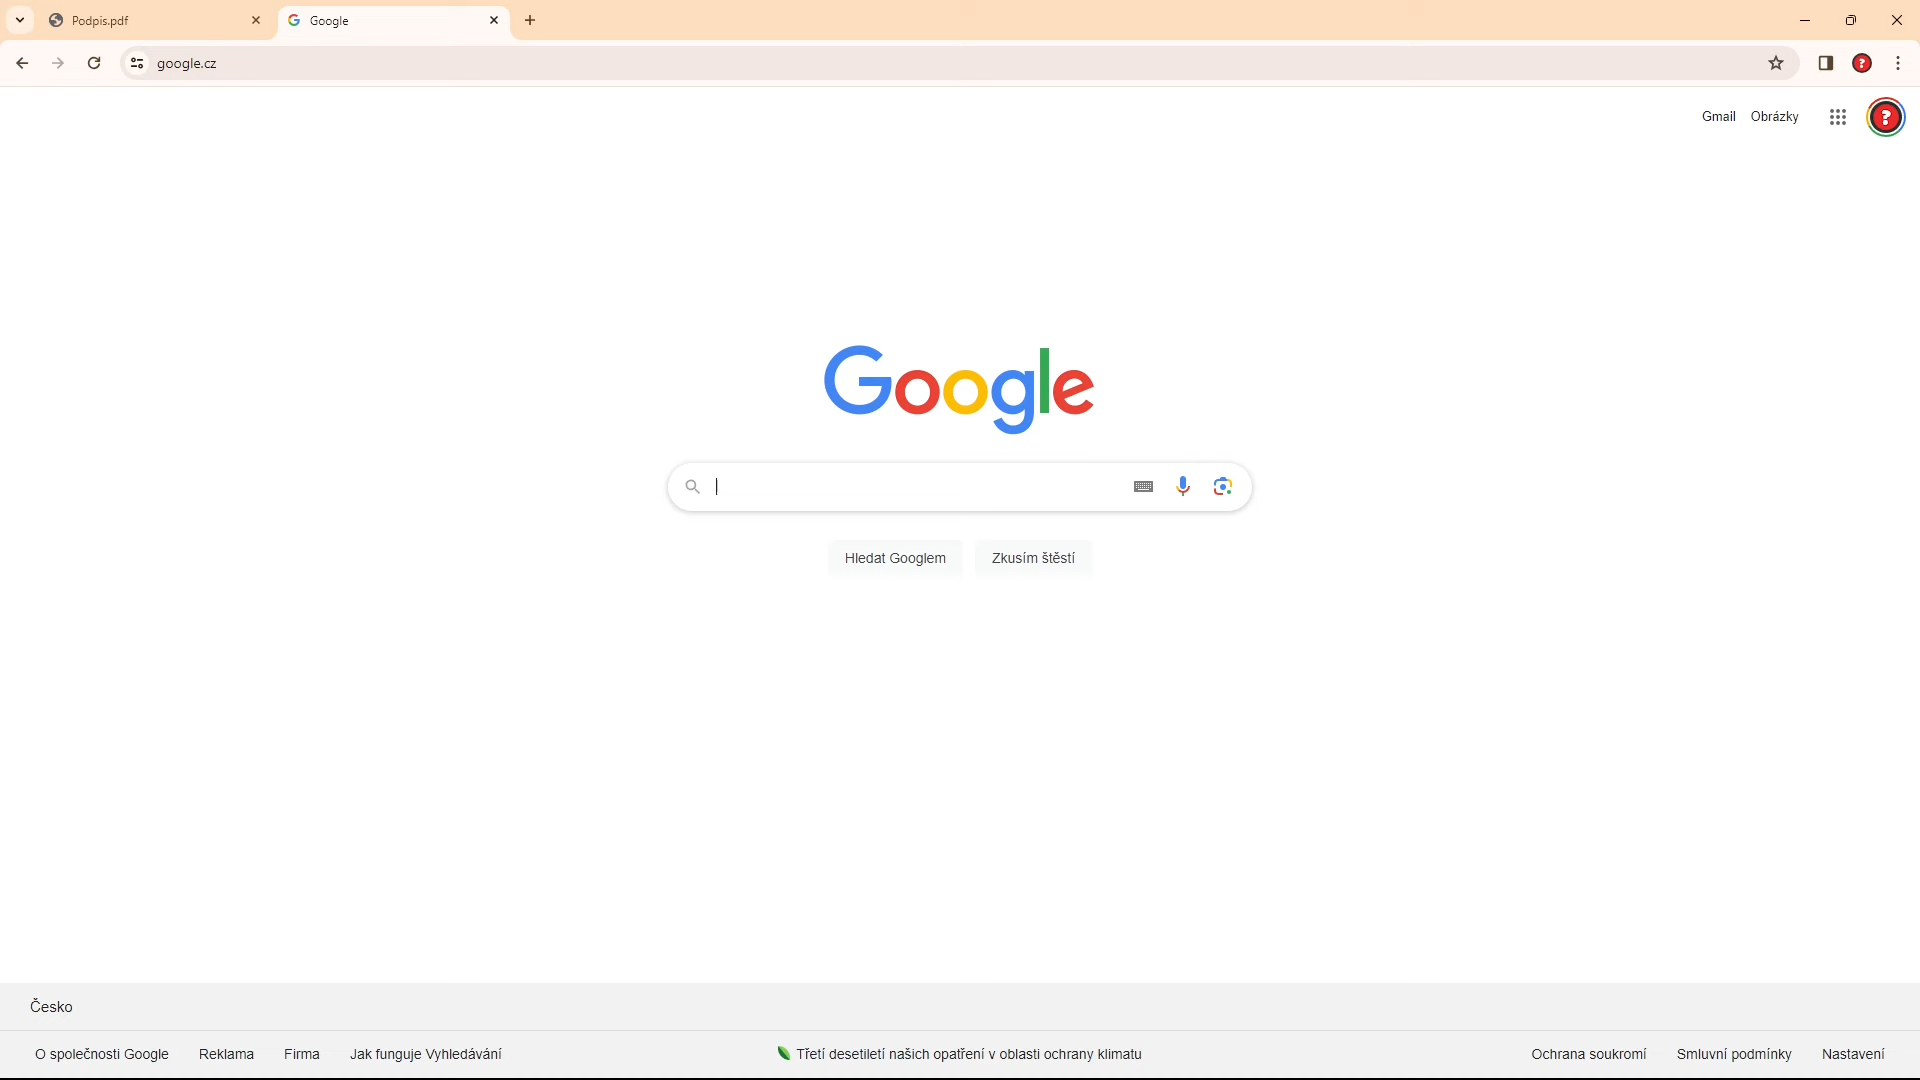 Podpis.pdf
Google
google.cz
Gmail Obrázky
Google
Hledat Googlem Zkusím štěstí
Česko
O společnosti Google Reklama Firma Jak funguje Vyhledávání Třetí desetiletí našich opatření v oblasti ochrany klimatu Ochrana soukromí Smluvní podmínky Nastavení